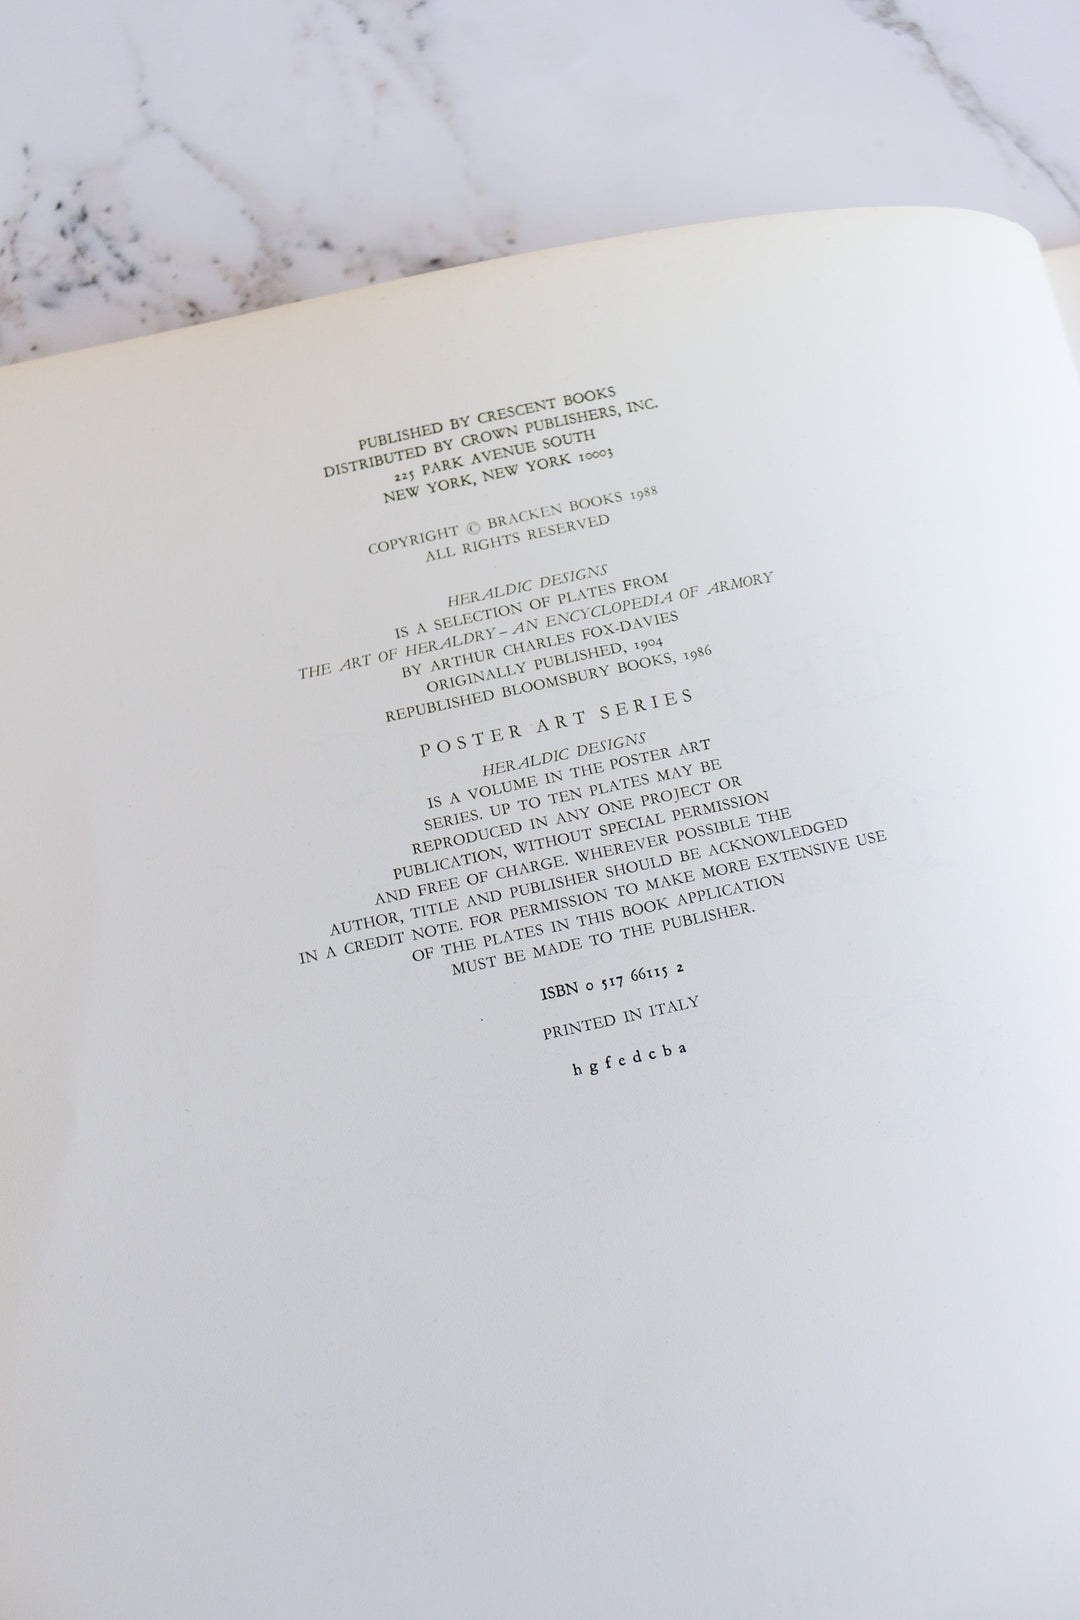 PUBLISHED BY CRESCENT BOOKS
DISTRIBUTED BY CROWN PUBLISHERS, INC.
225 PARK AVENUE SOUTH
NEW YORK, NEW YORK 10003
COPYRIGHT © BRACKEN BOOKS 1988
ALL RIGHTS RESERVED
HERALDIC DESIGNS
IS A SELECTION OF PLATES FROM
THE ART OF HERALDRY – AN ENCYCLOPEDIA OF ARMORY
BY ARTHUR CHARLES FOX-DAVIES
ORIGINALLY PUBLISHED, 1904
REPUBLISHED BLOOMSBURY BOOKS, 1986
POSTER ART SERIES
HERALDIC DESIGNS
IS A VOLUME IN THE POSTER ART
SERIES. UP TO TEN PLATES MAY BE
REPRODUCED IN ANY ONE PROJECT OR
PUBLICATION, WITHOUT SPECIAL PERMISSION
AND FREE OF CHARGE. WHEREVER POSSIBLE THE
AUTHOR, TITLE AND PUBLISHER SHOULD BE ACKNOWLEDGED
IN A CREDIT NOTE. FOR PERMISSION TO MAKE MORE EXTENSIVE USE
OF THE PLATES IN THIS BOOK APPLICATION
MUST BE MADE TO THE PUBLISHER.
ISBN 0 517 66115 2
PRINTED IN ITALY
h g f e d c b a